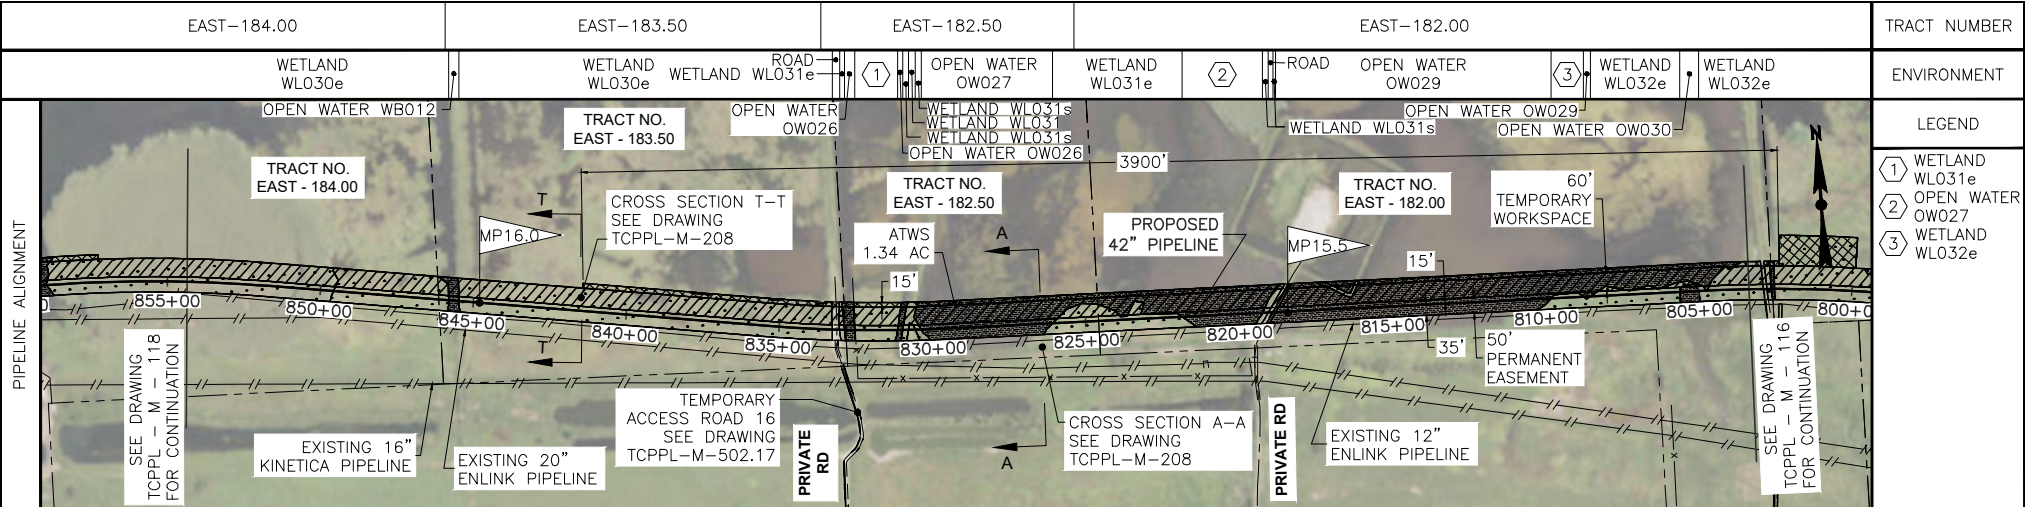 EAST-184.00
EAST-183.50
EAST-182.50
EAST-182.00
TRACT NUMBER
WETLAND
WL030e
WETLAND
WL030e
WETLAND WL031e
ROAD
1
OPEN WATER
OW027
WETLAND
WL031e
2
ROAD
OPEN WATER
OW029
3
WETLAND
WL032e
WETLAND
WL032e
ENVIRONMENT
OPEN WATER WB012
OPEN WATER
OW026
WETLAND WL031s
WETLAND WL031
WETLAND WL031s
OPEN WATER OW026
WETLAND WL031s
OPEN WATER OW029
OPEN WATER OW030
LEGEND
1 WETLAND
WL031e
2 OPEN WATER
OW027
3 WETLAND
WL032e
PIPELINE ALIGNMENT
TRACT NO.
EAST - 184.00
TRACT NO.
EAST - 183.50
TRACT NO.
EAST - 182.50
TRACT NO.
EAST - 182.00
3900'
N
T
CROSS SECTION T-T
SEE DRAWING
TCPPL-M-208
MP16.0
ATWS
1.34 AC
15'
A
PROPOSED
42" PIPELINE
MP15.5
15'
60'
TEMPORARY
WORKSPACE
0
855+00
850+00
845+00
840+00
835+00
830+00
825+00
820+00
815+00
810+00
805+00
800+0
T
35'
50'
PERMANENT
EASEMENT
SEE DRAWING
TCPPL - M - 118
FOR CONTINUATION
EXISTING 16"
KINETICA PIPELINE
EXISTING 20"
ENLINK PIPELINE
TEMPORARY
ACCESS ROAD 16
SEE DRAWING
TCPPL-M-502.17
PRIVATE
RD
A
CROSS SECTION A-A
SEE DRAWING
TCPPL-M-208
PRIVATE RD
EXISTING 12"
ENLINK PIPELINE
SEE DRAWING
TCPPL - M - 116
FOR CONTINUATION